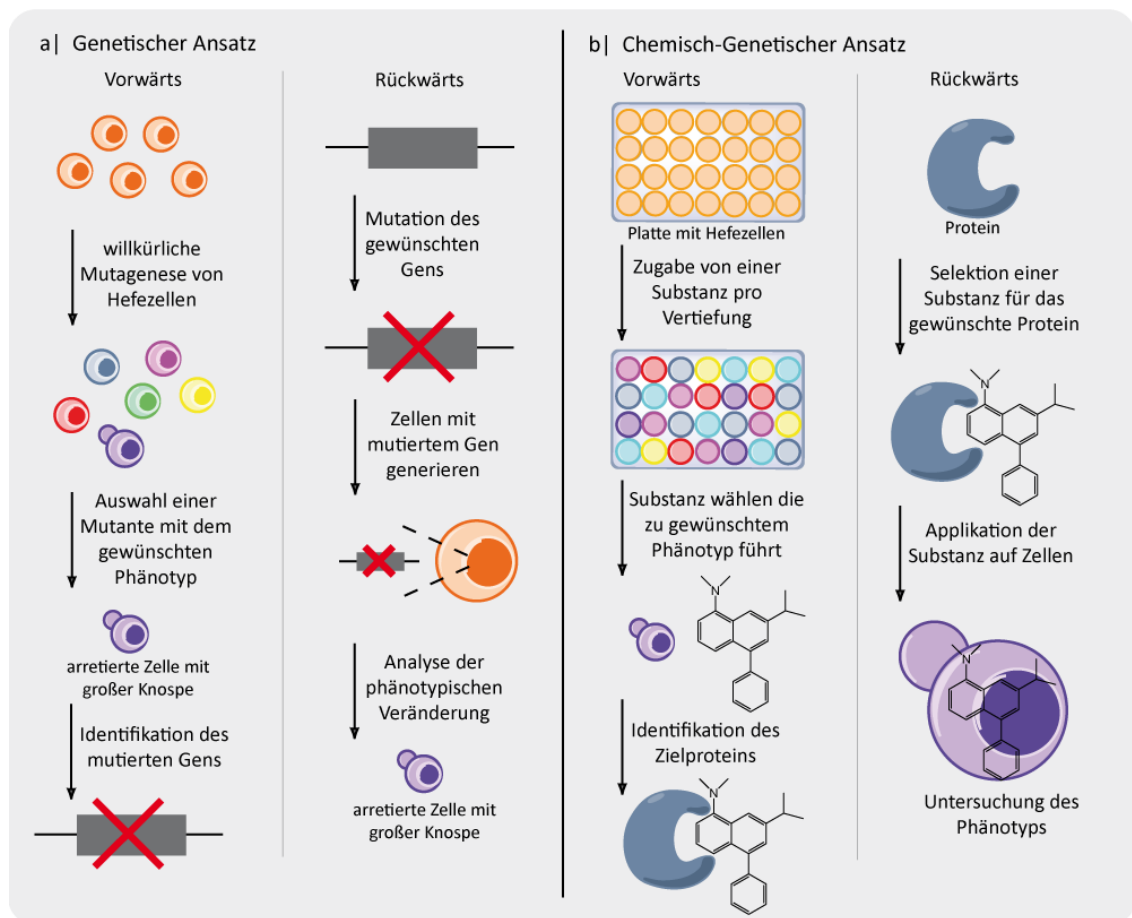 a| Genetischer Ansatz
Vorwärts
willkürliche
Mutagenese von
Hefezellen
Auswahl einer
Mutante mit dem
gewünschten
Phänotyp
arretierte Zelle mit
großer Knospe
Identifikation des
mutierten Gens
Rückwärts
Mutation des
gewünschten
Gens
Zellen mit
mutiertem Gen
generieren
Analyse der
phänotypischen
Veränderung
arretierte Zelle mit
großer Knospe
b| Chemisch-Genetischer Ansatz
Vorwärts
Platte mit Hefezellen
Zugabe von einer
Substanz pro
Vertiefung
Substanz wählen die
zu gewünschtem
Phänotyp führt
N
Identifikation des
Zielproteins
N
Rückwärts
Protein
Selektion einer
Substanz für das
gewünschte Protein
N
Applikation der
Substanz auf Zellen
N
Untersuchung des
Phänotyps